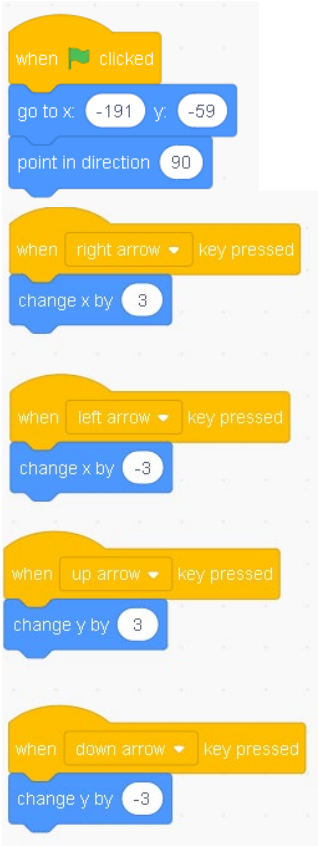 when clicked
go to x: -191 y: -59
point in direction 90
when right arrow key pressed
change x by 3
when left arrow key pressed
change x by -3
when up arrow key pressed
change y by 3
when down arrow key pressed
change y by -3